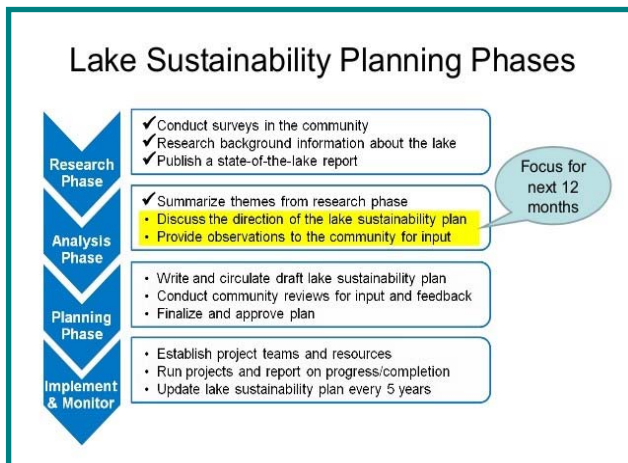 Lake Sustainability Planning Phases
Research
Phase
✓Conduct surveys in the community
✓Research background information about the lake
✓Publish a state-of-the-lake report
Focus for
next 12
months
Analysis
Phase
✓Summarize themes from research phase
• Discuss the direction of the lake sustainability plan
• Provide observations to the community for input
Planning
Phase
• Write and circulate draft lake sustainability plan
• Conduct community reviews for input and feedback
• Finalize and approve plan
Implement
& Monitor
• Establish project teams and resources
• Run projects and report on progress/completion
• Update lake sustainability plan every 5 years